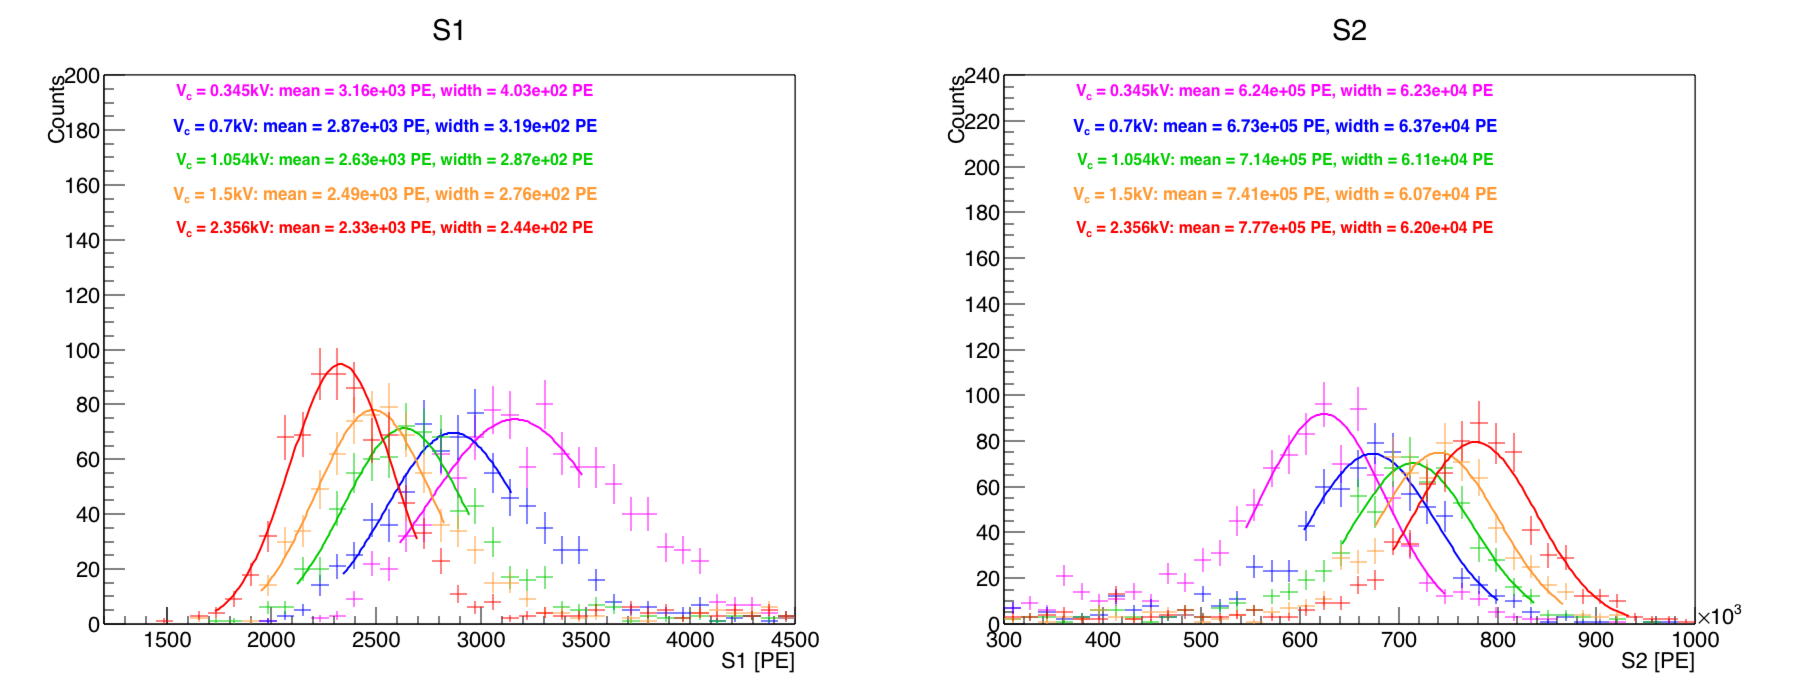 S1
Counts
200
180
160
140
120
100
80
60
40
20
0
V_c = 0.345kV: mean = 3.16e+03 PE, width = 4.03e+02 PE
V_c = 0.7kV: mean = 2.87e+03 PE, width = 3.19e+02 PE
V_c = 1.054kV: mean = 2.63e+03 PE, width = 2.87e+02 PE
V_c = 1.5kV: mean = 2.49e+03 PE, width = 2.76e+02 PE
V_c = 2.356kV: mean = 2.33e+03 PE, width = 2.44e+02 PE
1500 2000 2500 3000 3500 4000 4500
S1 [PE]
S2
Counts
240
220
200
180
160
140
120
100
80
60
40
20
0
V_c = 0.345kV: mean = 6.24e+05 PE, width = 6.23e+04 PE
V_c = 0.7kV: mean = 6.73e+05 PE, width = 6.37e+04 PE
V_c = 1.054kV: mean = 7.14e+05 PE, width = 6.11e+04 PE
V_c = 1.5kV: mean = 7.41e+05 PE, width = 6.07e+04 PE
V_c = 2.356kV: mean = 7.77e+05 PE, width = 6.20e+04 PE
300 400 500 600 700 800 900 1000
×10³
S2 [PE]